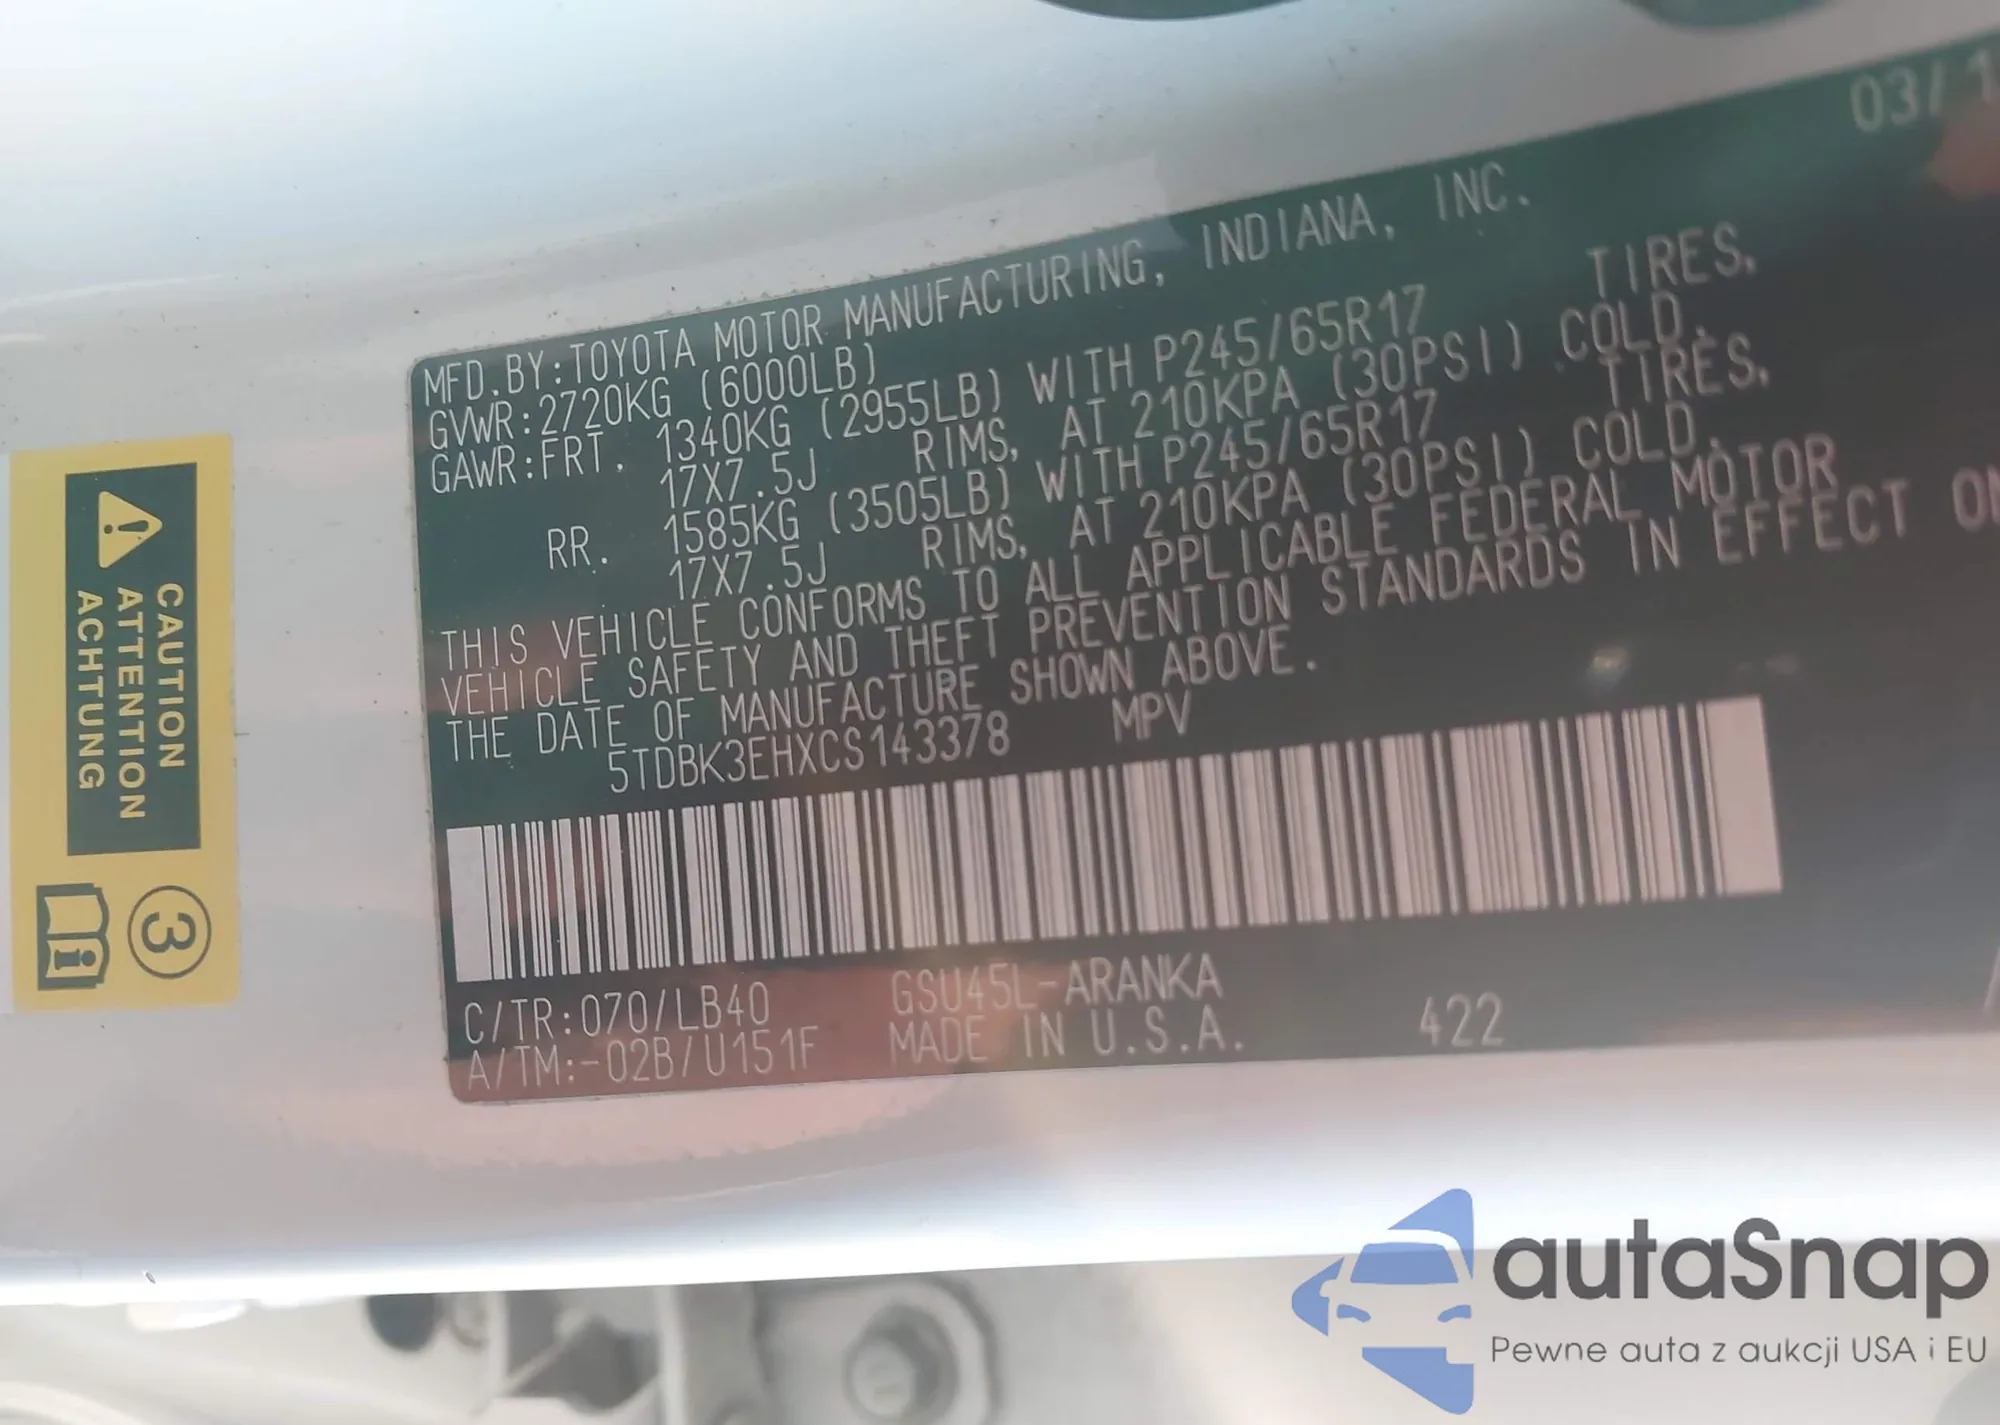 03/1
MFD.BY:TOYOTA MOTOR MANUFACTURING, INDIANA, INC.
GVWR:2720KG (6000LB)
GAWR:FRT. 1340KG (2955LB) WITH P245/65R17 TIRES,
17X7.5J RIMS, AT 210KPA (30PSI) COLD.
RR. 1585KG (3505LB) WITH P245/65R17 TIRES,
17X7.5J RIMS, AT 210KPA (30PSI) COLD.
THIS VEHICLE CONFORMS TO ALL APPLICABLE FEDERAL MOTOR
VEHICLE SAFETY AND THEFT PREVENTION STANDARDS IN EFFECT ON
THE DATE OF MANUFACTURE SHOWN ABOVE.
5TDBK3EHXCS143378 MPV
C/TR:070/LB40 GSU45L-ARANKA
A/TM:-02B/U151F MADE IN U.S.A. 422
CAUTION
ATTENTION
ACHTUNG
3
i
autaSnap
Pewne auta z aukcji USA i EU